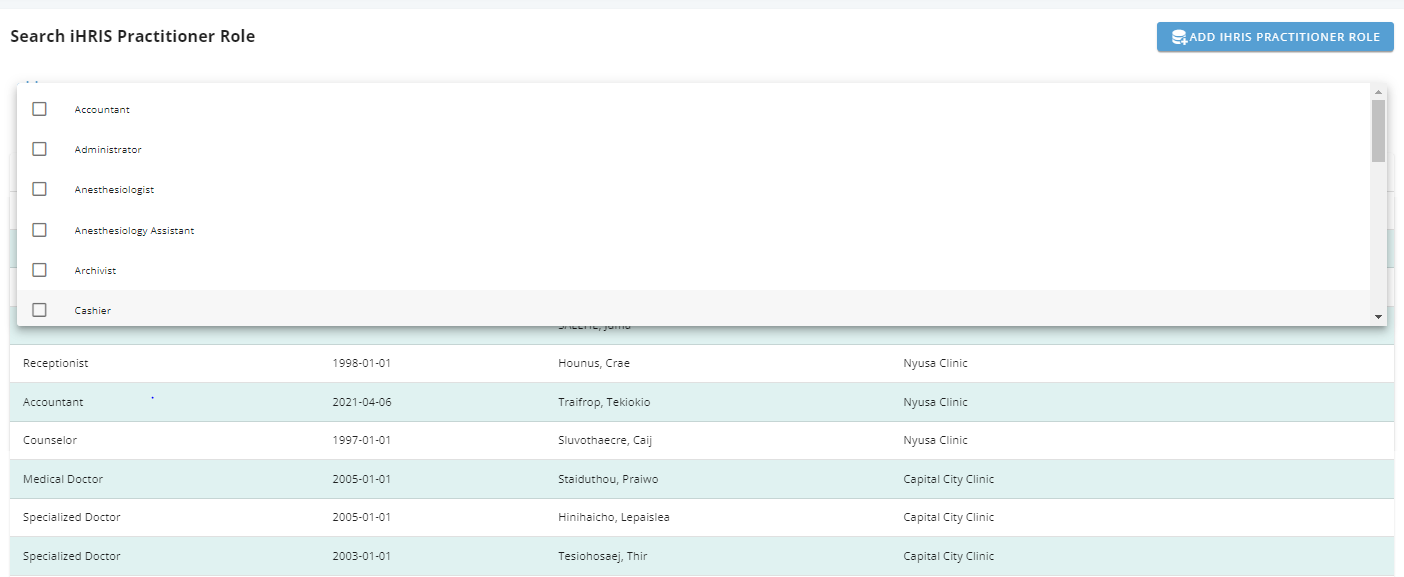 Search iHRIS Practitioner Role
ADD IHRIS PRACTITIONER ROLE
Accountant
Administrator
Anesthesiologist
Anesthesiology Assistant
Archivist
Cashier
Receptionist 1998-01-01 Hounus, Crae Nyusa Clinic
Accountant 2021-04-06 Traifrop, Tekiokio Nyusa Clinic
Counselor 1997-01-01 Sluvothaecre, Caij Nyusa Clinic
Medical Doctor 2005-01-01 Staiduthou, Praiwo Capital City Clinic
Specialized Doctor 2005-01-01 Hinihaicho, Lepaislea Capital City Clinic
Specialized Doctor 2003-01-01 Tesiohosaej, Thir Capital City Clinic